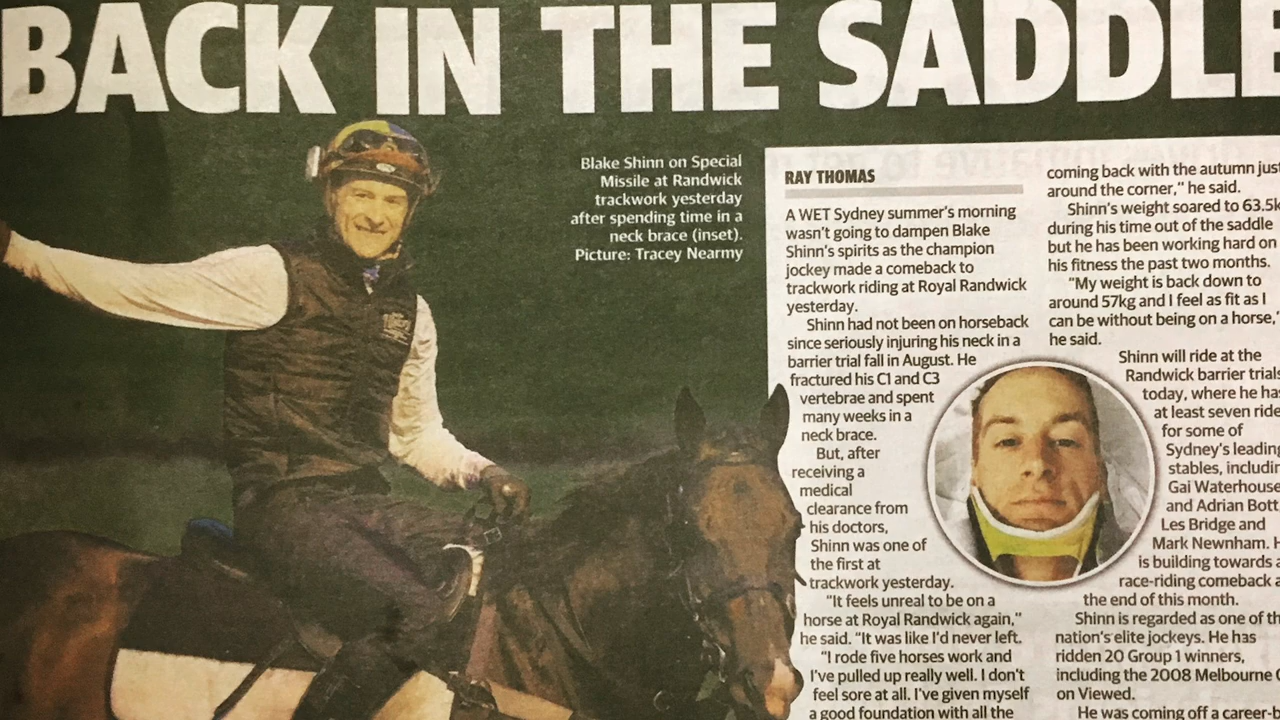 BACK IN THE SADDLE
Blake Shinn on Special
Missile at Randwick
trackwork yesterday
after spending time in a
neck brace (inset).
Picture: Tracey Nearmy
RAY THOMAS
A WET Sydney summer's morning
wasn't going to dampen Blake
Shinn's spirits as the champion
jockey made a comeback to
trackwork riding at Royal Randwick
yesterday.
Shinn had not been on horseback
since seriously injuring his neck in a
barrier trial fall in August. He
fractured his C1 and C3
vertebrae and spent
many weeks in a
neck brace.
But, after
receiving a
medical
clearance from
his doctors,
Shinn was one of
the first at
trackwork yesterday.
"It feels unreal to be on a
horse at Royal Randwick again,"
he said. "It was like I'd never left.
"I rode five horses work and
I've pulled up really well. I don't
feel sore at all. I've given myself
a good foundation with all the
coming back with the autumn just
around the corner," he said.
Shinn's weight soared to 63.5k
during his time out of the saddle
but he has been working hard on
his fitness the past two months.
"My weight is back down to
around 57kg and I feel as fit as I
can be without being on a horse,"
he said.
Shinn will ride at the
Randwick barrier trials
today, where he has
at least seven ride
for some of
Sydney's leading
stables, includin
Gai Waterhouse
and Adrian Bott,
Les Bridge and
Mark Newnham. H
is building towards a
race-riding comeback a
the end of this month.
Shinn is regarded as one of th
nation's elite jockeys. He has
ridden 20 Group 1 winners,
including the 2008 Melbourne C
on Viewed.
He was coming off a career-b